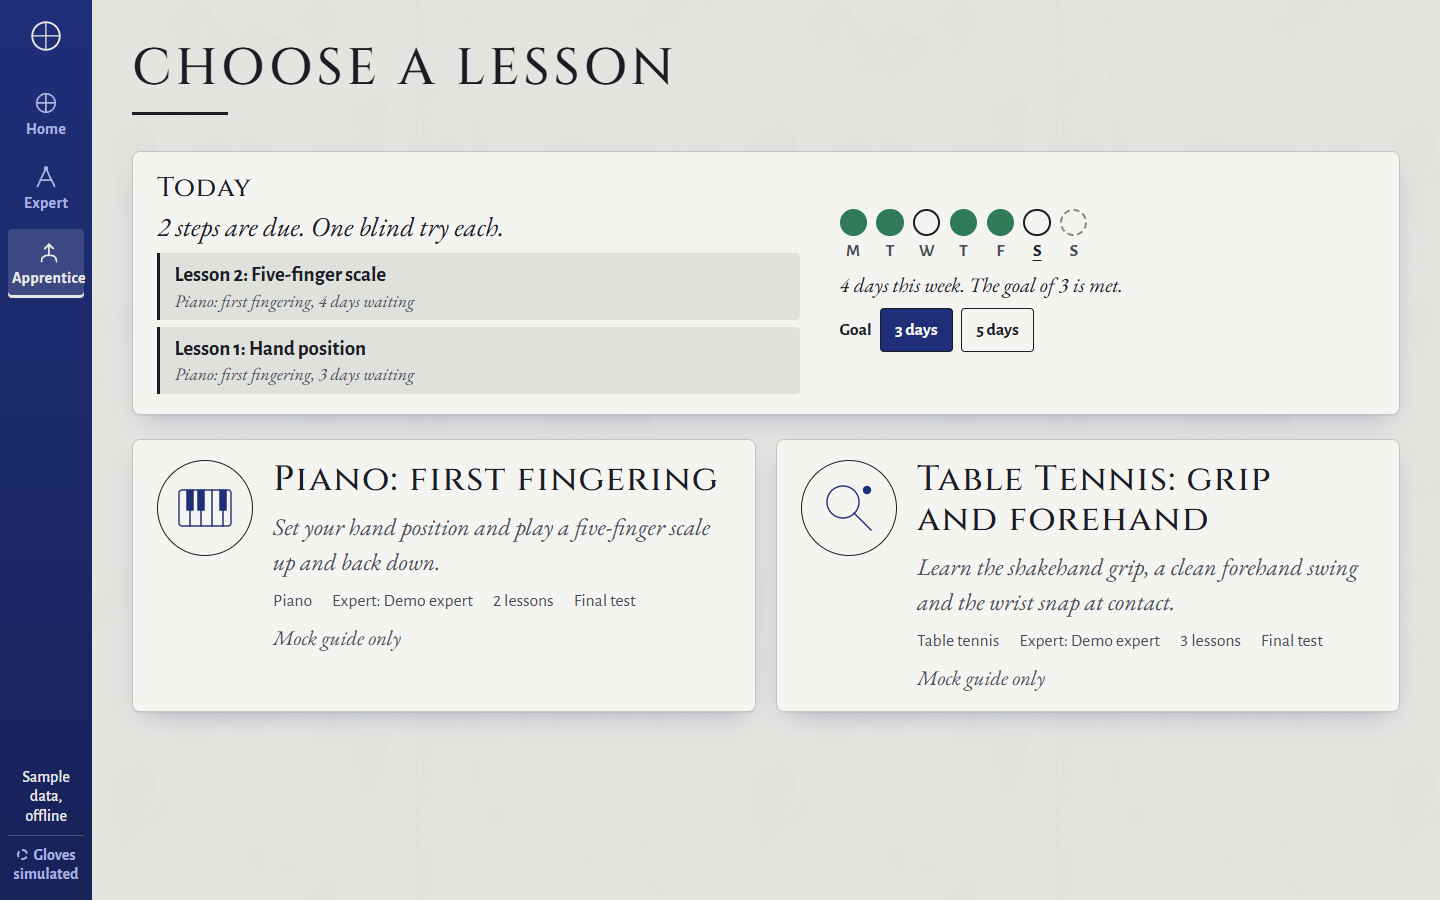 Home
Expert
Apprentice
Sample
data,
offline
Gloves
simulated
CHOOSE A LESSON
TODAY
2 steps are due. One blind try each.
Lesson 2: Five-finger scale
Piano: first fingering, 4 days waiting
Lesson 1: Hand position
Piano: first fingering, 3 days waiting
M T W T F S S
4 days this week. The goal of 3 is met.
Goal 3 days 5 days
PIANO: FIRST FINGERING
Set your hand position and play a five-finger scale
up and back down.
Piano Expert: Demo expert 2 lessons Final test
Mock guide only
TABLE TENNIS: GRIP
AND FOREHAND
Learn the shakehand grip, a clean forehand swing
and the wrist snap at contact.
Table tennis Expert: Demo expert 3 lessons Final test
Mock guide only